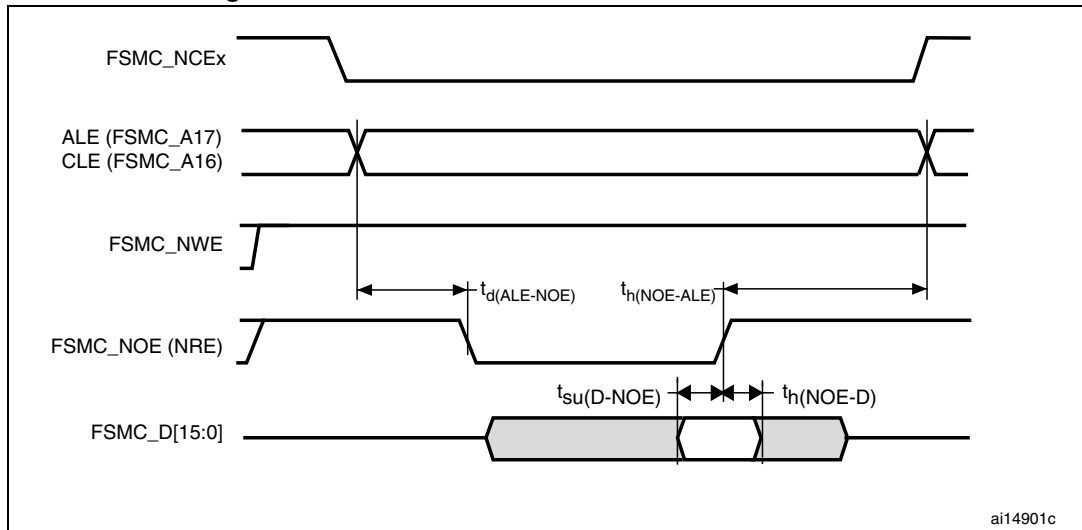 FSMC_NCEx
ALE (FSMC_A17)
CLE (FSMC_A16)
FSMC_NWE
td(ALE-NOE)
th(NOE-ALE)
FSMC_NOE (NRE)
tsu(D-NOE)
th(NOE-D)
FSMC_D[15:0]
ai14901c